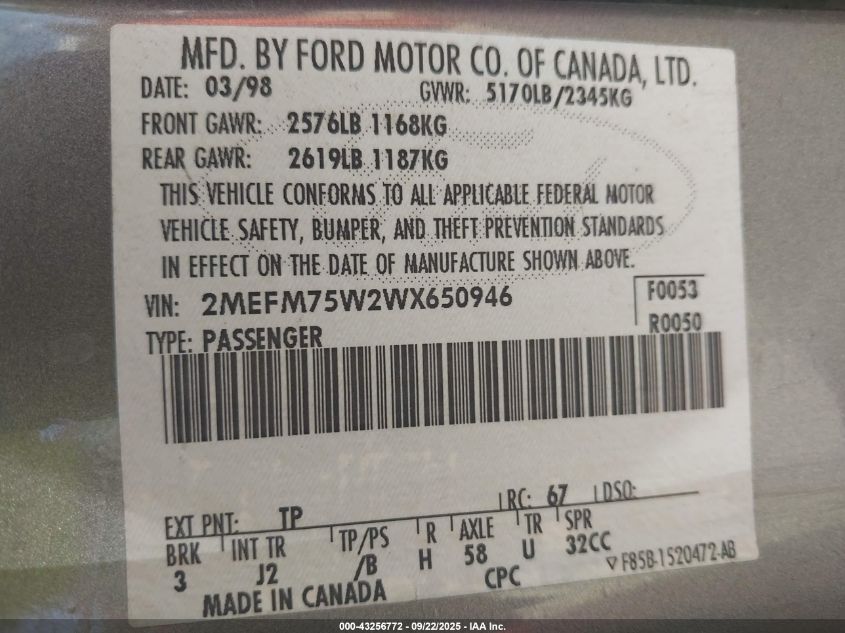 MFD. BY FORD MOTOR CO. OF CANADA, LTD.
DATE: 03/98 GVWR: 5170LB/2345KG
FRONT GAWR: 2576LB 1168KG
REAR GAWR: 2619LB 1187KG
THIS VEHICLE CONFORMS TO ALL APPLICABLE FEDERAL MOTOR
VEHICLE SAFETY, BUMPER, AND THEFT PREVENTION STANDARDS
IN EFFECT ON THE DATE OF MANUFACTURE SHOWN ABOVE.
VIN: 2MEFM75W2WX650946 F0053
TYPE: PASSENGER R0050
EXT PNT: TP RC: 67 DSO:
BRK INT TR TP/PS R AXLE TR SPR
3 J2 /B H 58 U 32CC
MADE IN CANADA CPC ▽F85B-1520472-AB
000-43256772 - 09/22/2025 - IAA Inc.